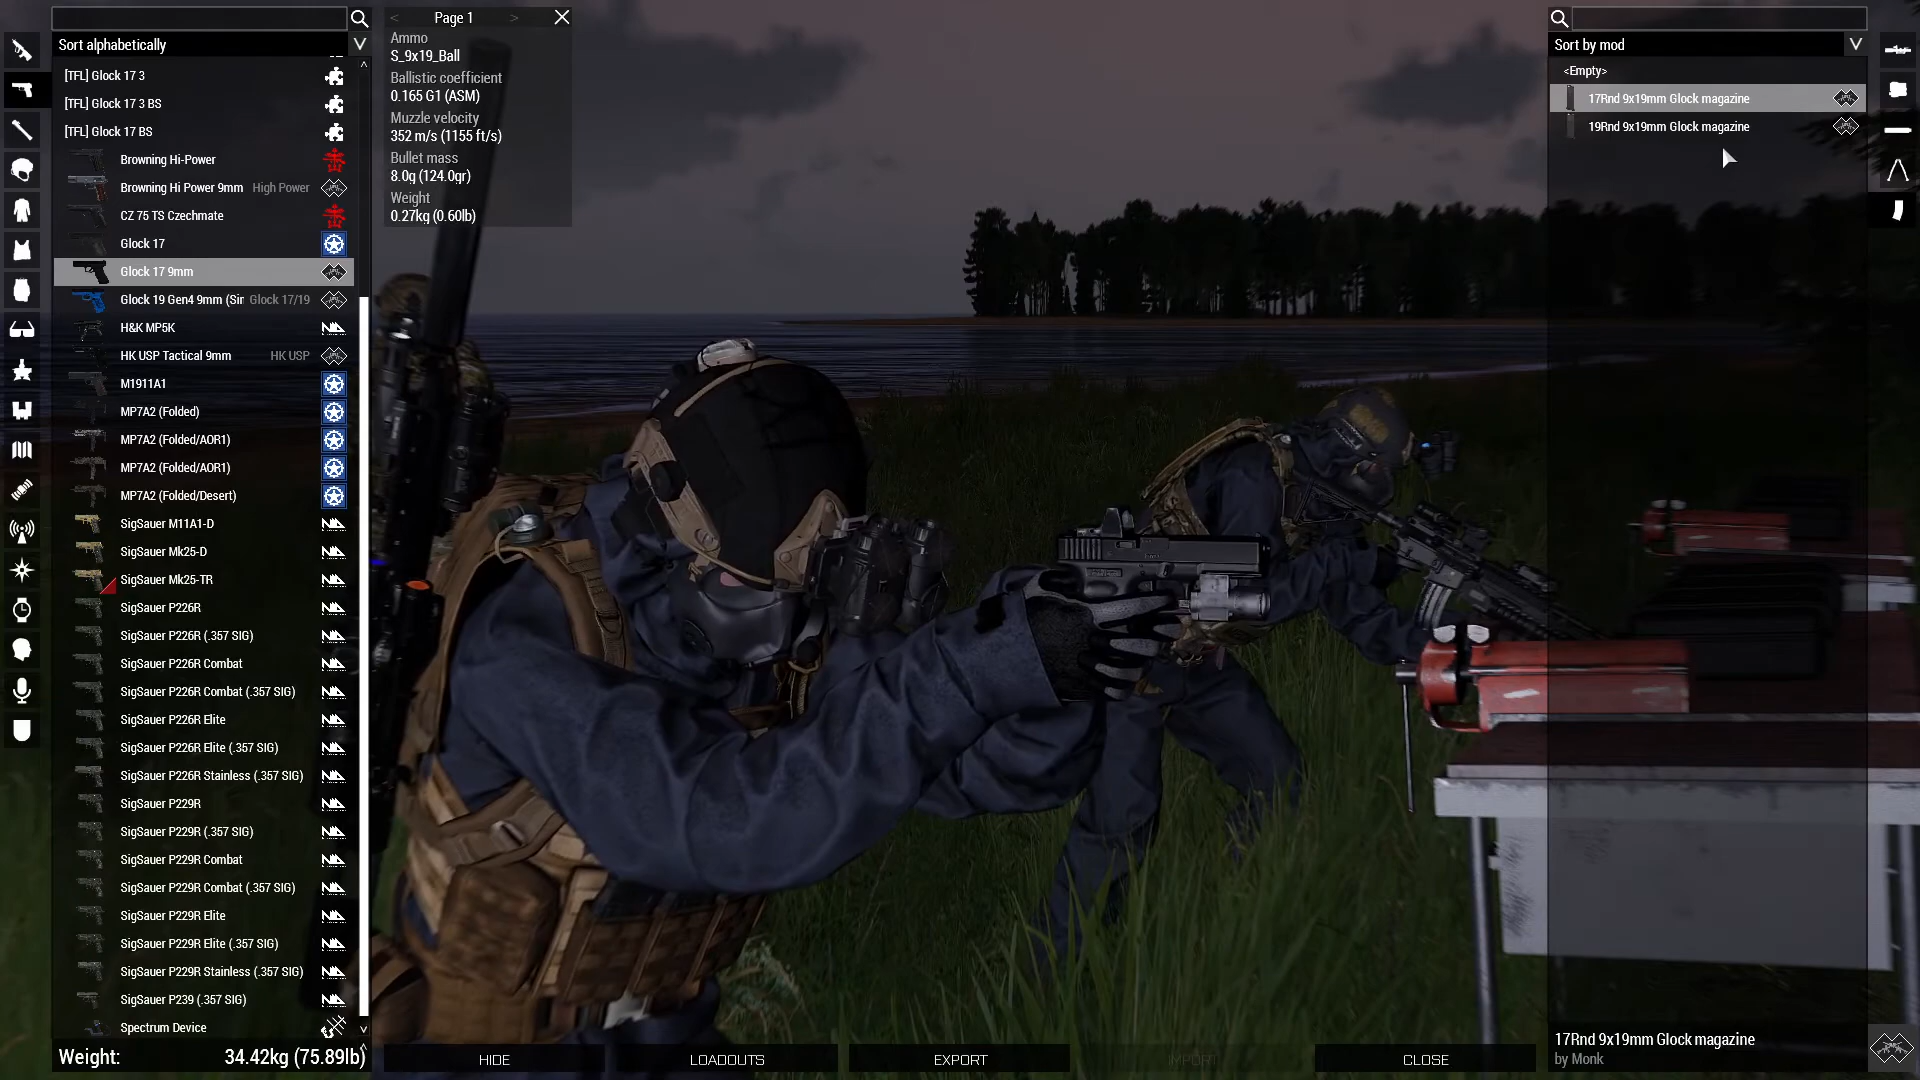 Sort alphabetically
[TFL] Glock 17 3
[TFL] Glock 17 3 BS
[TFL] Glock 17 BS
Browning Hi-Power
Browning Hi Power 9mm High Power
CZ 75 TS Czechmate
Glock 17
Glock 17 9mm
Glock 19 Gen4 9mm (Sir Glock 17/19
H&K MP5K
HK USP Tactical 9mm HK USP
M1911A1
MP7A2 (Folded)
MP7A2 (Folded/AOR1)
MP7A2 (Folded/AOR1)
MP7A2 (Folded/Desert)
SigSauer M11A1-D
SigSauer Mk25-D
SigSauer Mk25-TR
SigSauer P226R
SigSauer P226R (.357 SIG)
SigSauer P226R Combat
SigSauer P226R Combat (.357 SIG)
SigSauer P226R Elite
SigSauer P226R Elite (.357 SIG)
SigSauer P226R Stainless (.357 SIG)
SigSauer P229R
SigSauer P229R (.357 SIG)
SigSauer P229R Combat
SigSauer P229R Combat (.357 SIG)
SigSauer P229R Elite
SigSauer P229R Elite (.357 SIG)
SigSauer P229R Stainless (.357 SIG)
SigSauer P239 (.357 SIG)
Spectrum Device
Weight: 34.42kg (75.89lb)
< Page 1 >
Ammo
S_9x19_Ball
Ballistic coefficient
0.165 G1 (ASM)
Muzzle velocity
352 m/s (1155 ft/s)
Bullet mass
8.0g (124.0gr)
Weight
0.27kg (0.60lb)
HIDE
LOADOUTS
EXPORT
IMPORT
CLOSE
Sort by mod
<Empty>
17Rnd 9x19mm Glock magazine
19Rnd 9x19mm Glock magazine
17Rnd 9x19mm Glock magazine
by Monk